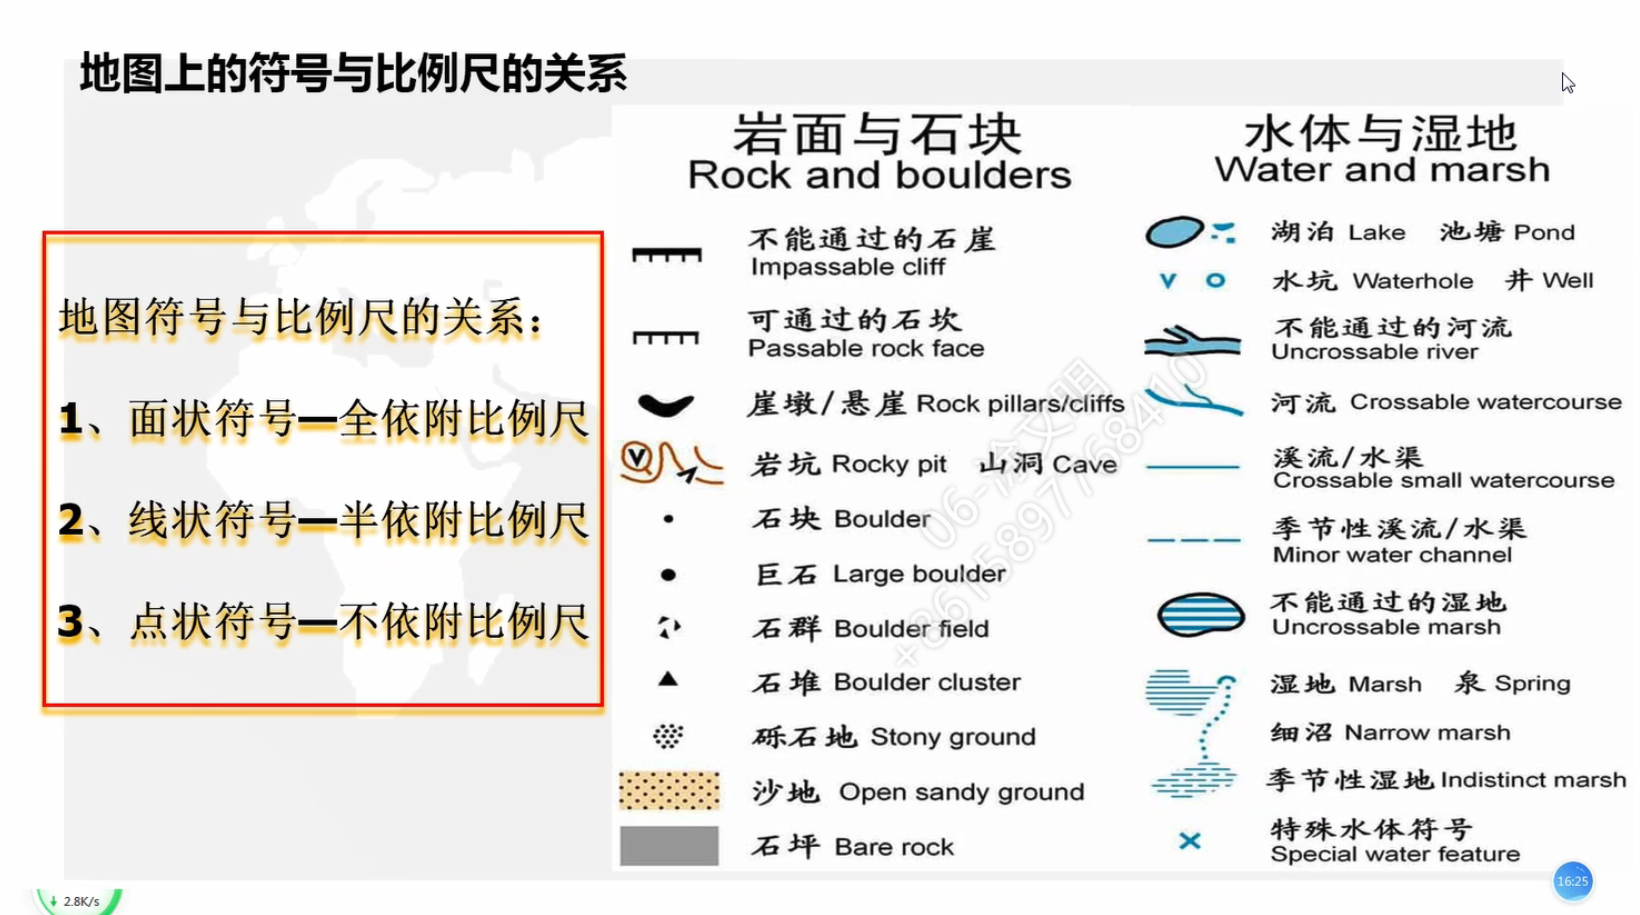 地图上的符号与比例尺的关系
地图符号与比例尺的关系：
1、面状符号—全依附比例尺
2、线状符号—半依附比例尺
3、点状符号—不依附比例尺
岩面与石块
Rock and boulders
不能通过的石崖
Impassable cliff
可通过的石坎
Passable rock face
崖墩/悬崖 Rock pillars/cliffs
岩坑 Rocky pit 山洞 Cave
石块 Boulder
巨石 Large boulder
石群 Boulder field
石堆 Boulder cluster
砾石地 Stony ground
沙地 Open sandy ground
石坪 Bare rock
水体与湿地
Water and marsh
湖泊 Lake 池塘 Pond
水坑 Waterhole 井 Well
不能通过的河流
Uncrossable river
河流 Crossable watercourse
溪流/水渠
Crossable small watercourse
季节性溪流/水渠
Minor water channel
不能通过的湿地
Uncrossable marsh
湿地 Marsh 泉 Spring
细沼 Narrow marsh
季节性湿地 Indistinct marsh
特殊水体符号
Special water feature
+8615897768410
16:25
2.8K/s